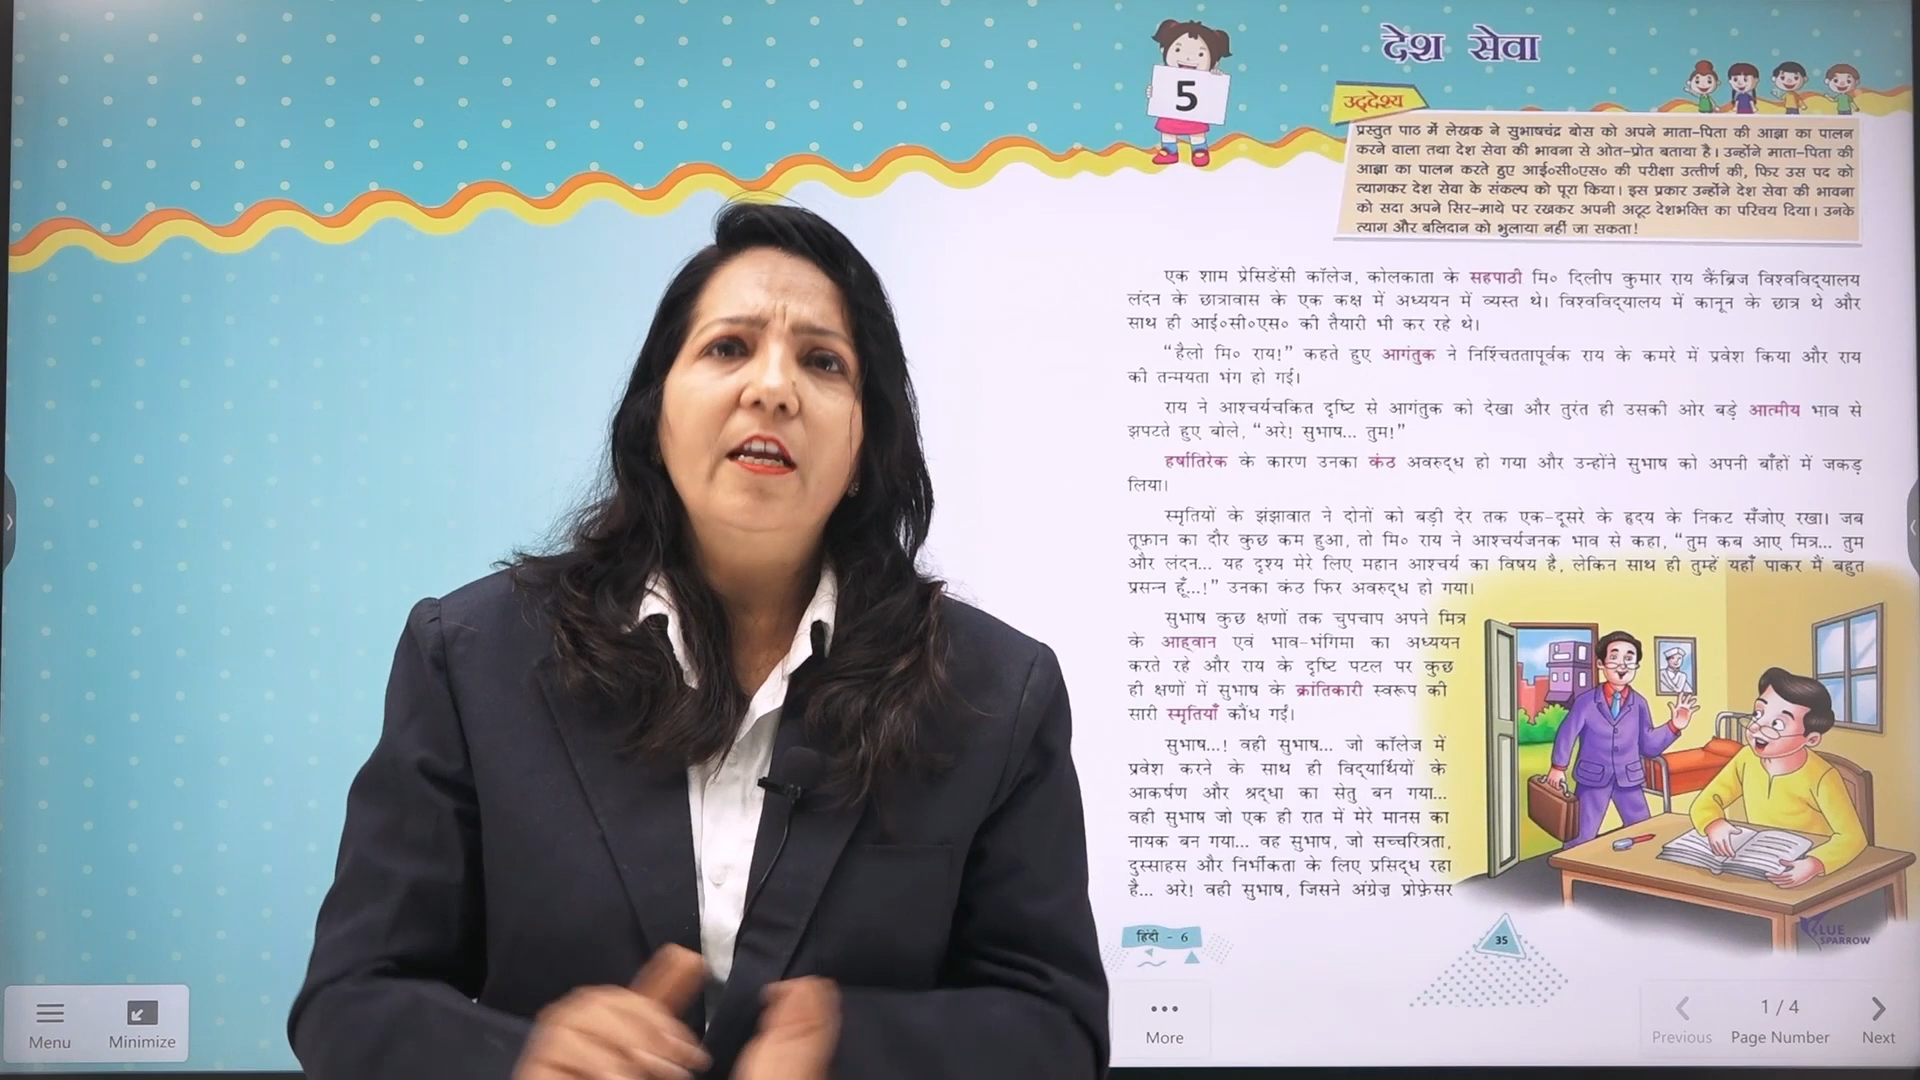 5
देश सेवा
उद्देश्य
प्रस्तुत पाठ में लेखक ने सुभाषचंद्र बोस को अपने माता-पिता की आज्ञा का पालन
करने वाला तथा देश सेवा की भावना से ओत-प्रोत बताया है। उन्होंने माता-पिता की
आज्ञा का पालन करते हुए आई०सी०एस० की परीक्षा उत्तीर्ण की, फिर उस पद को
त्यागकर देश सेवा के संकल्प को पूरा किया। इस प्रकार उन्होंने देश सेवा की भावना
को सदा अपने सिर-माथे पर रखकर अपनी अटूट देशभक्ति का परिचय दिया। उनके
त्याग और बलिदान को भुलाया नहीं जा सकता!
एक शाम प्रेसिडेंसी कॉलेज, कोलकाता के सहपाठी मि० दिलीप कुमार राय कैंब्रिज विश्वविद्यालय
लंदन के छात्रावास के एक कक्ष में अध्ययन में व्यस्त थे। विश्वविद्यालय में कानून के छात्र थे और
साथ ही आई०सी०एस० की तैयारी भी कर रहे थे।
“हैलो मि० राय!” कहते हुए आगंतुक ने निश्चिंततापूर्वक राय के कमरे में प्रवेश किया और राय
की तन्मयता भंग हो गई।
राय ने आश्चर्यचकित दृष्टि से आगंतुक को देखा और तुरंत ही उसकी ओर बड़े आत्मीय भाव से
झपटते हुए बोले, “अरे! सुभाष... तुम!”
हर्षातिरेक के कारण उनका कंठ अवरुद्ध हो गया और उन्होंने सुभाष को अपनी बाँहों में जकड़
लिया।
स्मृतियों के झंझावात ने दोनों को बड़ी देर तक एक-दूसरे के हृदय के निकट सँजोए रखा। जब
तूफ़ान का दौर कुछ कम हुआ, तो मि० राय ने आश्चर्यजनक भाव से कहा, “तुम कब आए मित्र... तुम
और लंदन... यह दृश्य मेरे लिए महान आश्चर्य का विषय है, लेकिन साथ ही तुम्हें यहाँ पाकर मैं बहुत
प्रसन्न हूँ...!” उनका कंठ फिर अवरुद्ध हो गया।
सुभाष कुछ क्षणों तक चुपचाप अपने मित्र
के आह्वान एवं भाव-भंगिमा का अध्ययन
करते रहे और राय के दृष्टि पटल पर कुछ
ही क्षणों में सुभाष के क्रांतिकारी स्वरूप की
सारी स्मृतियाँ कौंध गईं।
सुभाष...! वही सुभाष... जो कॉलेज में
प्रवेश करने के साथ ही विद्यार्थियों के
आकर्षण और श्रद्धा का सेतु बन गया...
वही सुभाष जो एक ही रात में मेरे मानस का
नायक बन गया... वह सुभाष, जो सच्चरित्रता,
दुस्साहस और निर्भीकता के लिए प्रसिद्ध रहा
है... अरे! वही सुभाष, जिसने अंग्रेज़ प्रोफ़ेसर
हिंदी - 6
35
BLUE
SPARROW
Menu
Minimize
More
1 / 4
Previous
Page Number
Next